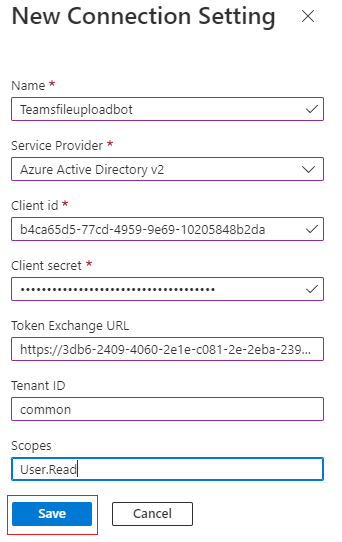 New Connection Setting
Name *
Teamsfileuploadbot
Service Provider *
Azure Active Directory v2
Client id *
b4ca65d5-77cd-4959-9e69-10205848b2da
Client secret *
••••••••••••••••••••••••••••••••••••••
Token Exchange URL
https://3db6-2409-4060-2e1e-c081-2e-2eba-239...
Tenant ID
common
Scopes
User.Read
Save Cancel